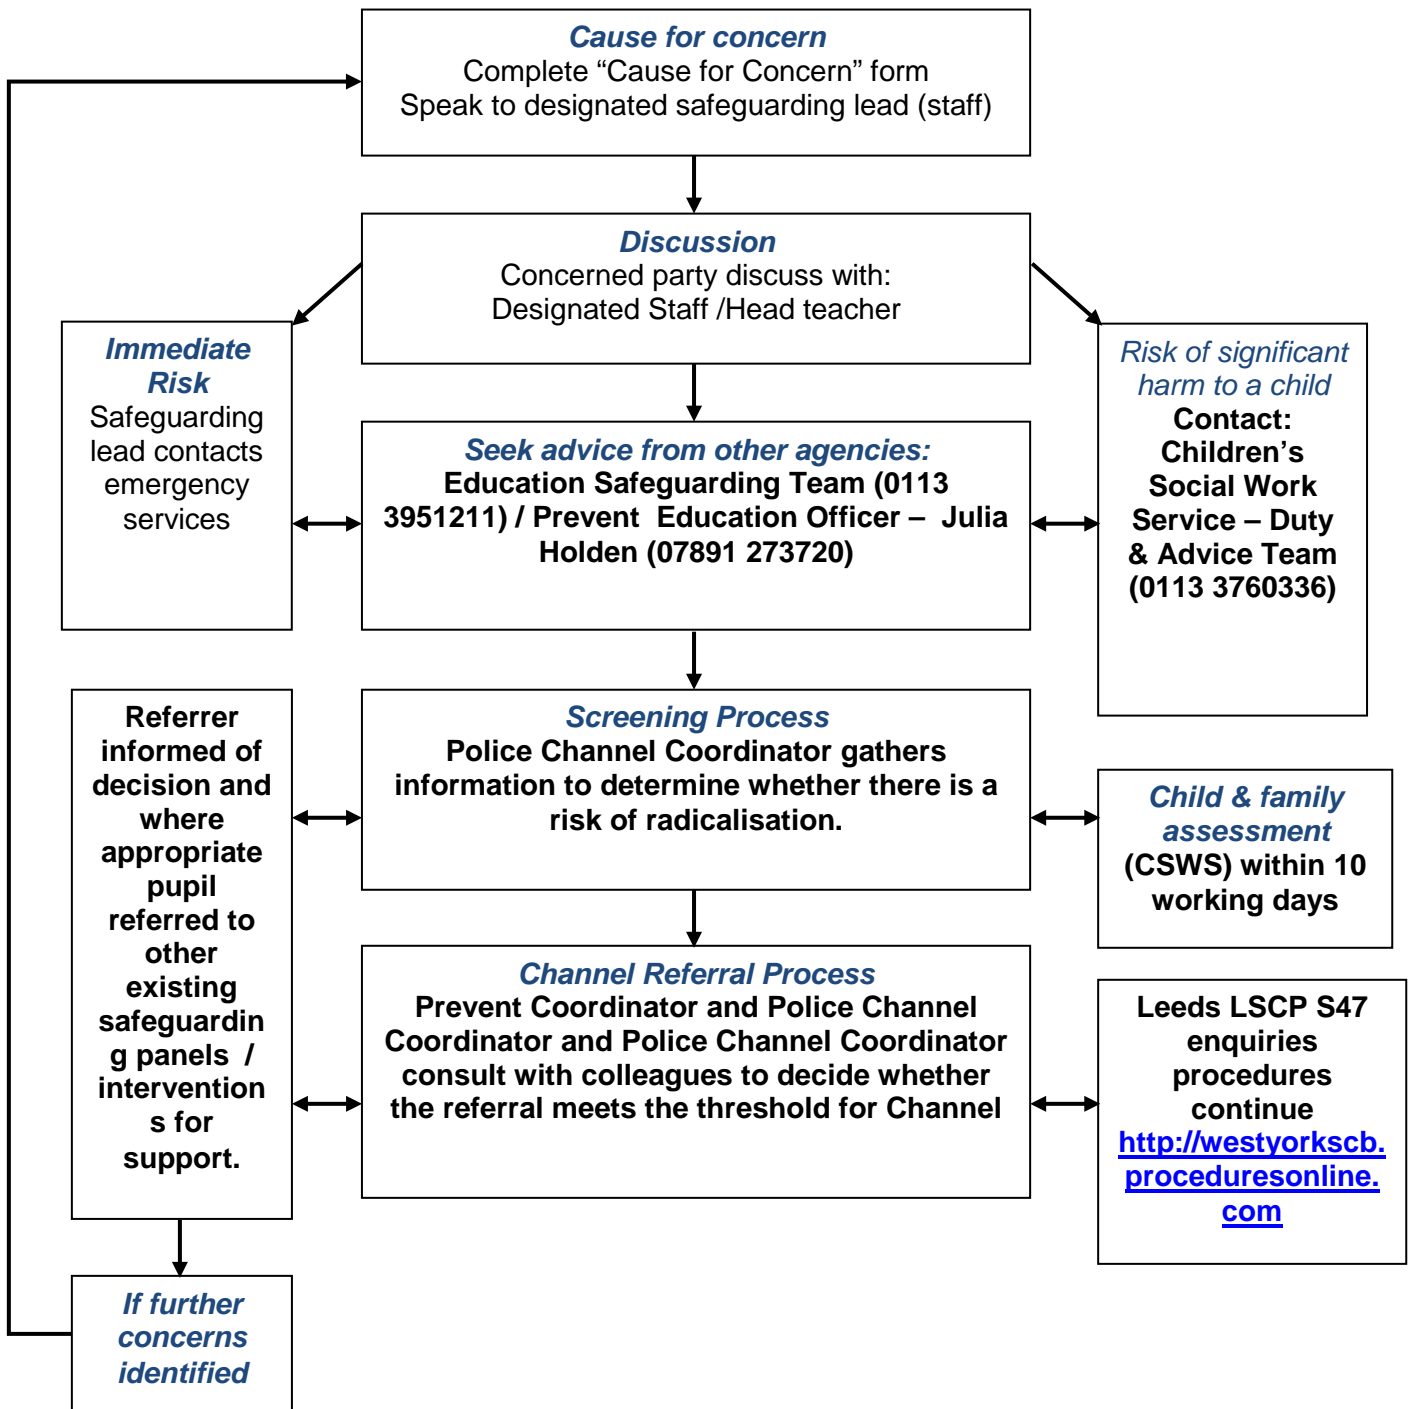 Cause for concern
Complete “Cause for Concern” form
Speak to designated safeguarding lead (staff)
Discussion
Concerned party discuss with:
Designated Staff /Head teacher
Immediate
Risk
Safeguarding
lead contacts
emergency
services
Seek advice from other agencies:
Education Safeguarding Team (0113
3951211) / Prevent  Education Officer –  Julia
Holden (07891 273720)
Risk of significant
harm to a child
Contact:
Children’s
Social Work
Service – Duty
& Advice Team
(0113 3760336)
Referrer
informed of
decision and
where
appropriate
pupil
referred to
other
existing
safeguardin
g panels  /
intervention
s for
support.
Screening Process
Police Channel Coordinator gathers
information to determine whether there is a
risk of radicalisation.
Child & family
assessment
(CSWS) within 10
working days
Channel Referral Process
Prevent Coordinator and Police Channel
Coordinator and Police Channel Coordinator
consult with colleagues to decide whether
the referral meets the threshold for Channel
Leeds LSCP S47
enquiries
procedures
continue
http://westyorkscb.
proceduresonline.
com
If further
concerns
identified